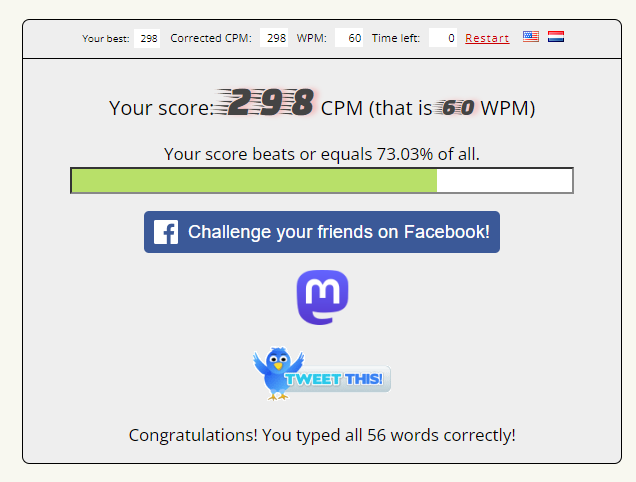 Your best: 298 Corrected CPM: 298 WPM: 60 Time left: 0 Restart
Your score: 298 CPM (that is 60 WPM)
Your score beats or equals 73.03% of all.
Challenge your friends on Facebook!
TWEET THIS!
Congratulations! You typed all 56 words correctly!